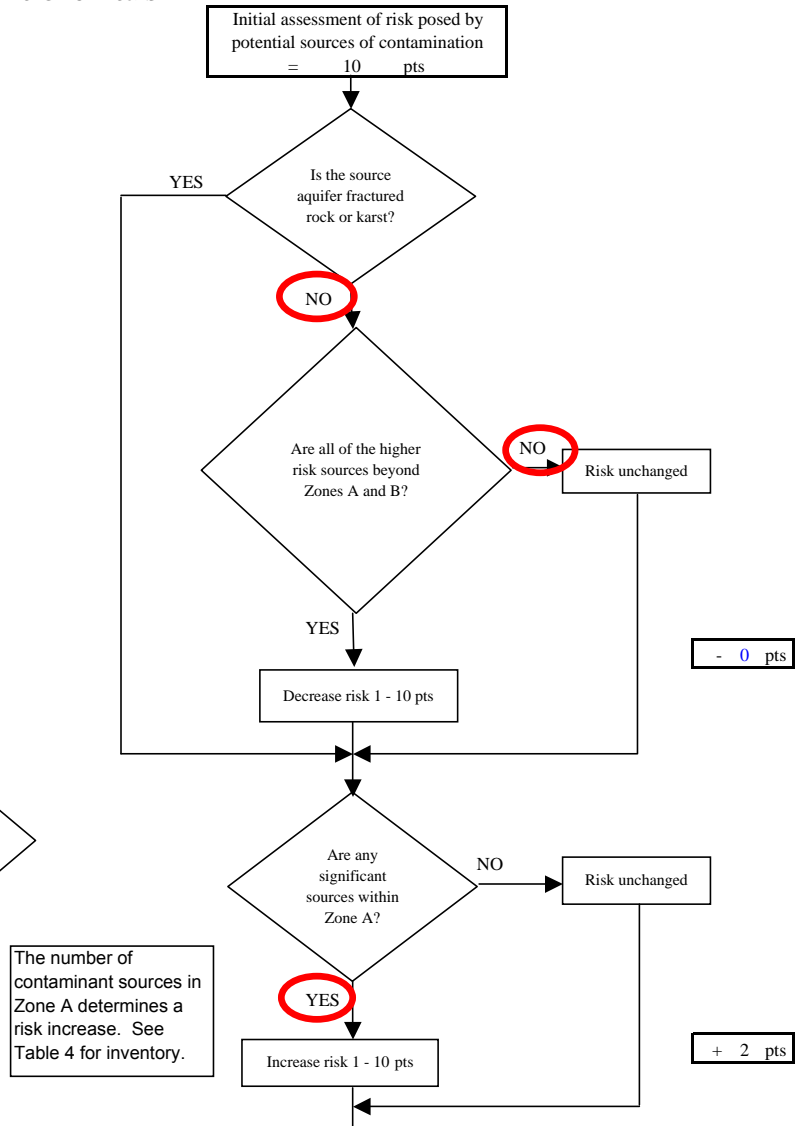 Initial assessment of risk posed by
potential sources of contamination
= 10 pts
Is the source
aquifer fractured
rock or karst?
YES
NO
Are all of the higher
risk sources beyond
Zones A and B?
NO
Risk unchanged
YES
- 0 pts
Decrease risk 1 - 10 pts
Are any
significant
sources within
Zone A?
NO
Risk unchanged
The number of
contaminant sources in
Zone A determines a
risk increase. See
Table 4 for inventory.
YES
Increase risk 1 - 10 pts
+ 2 pts